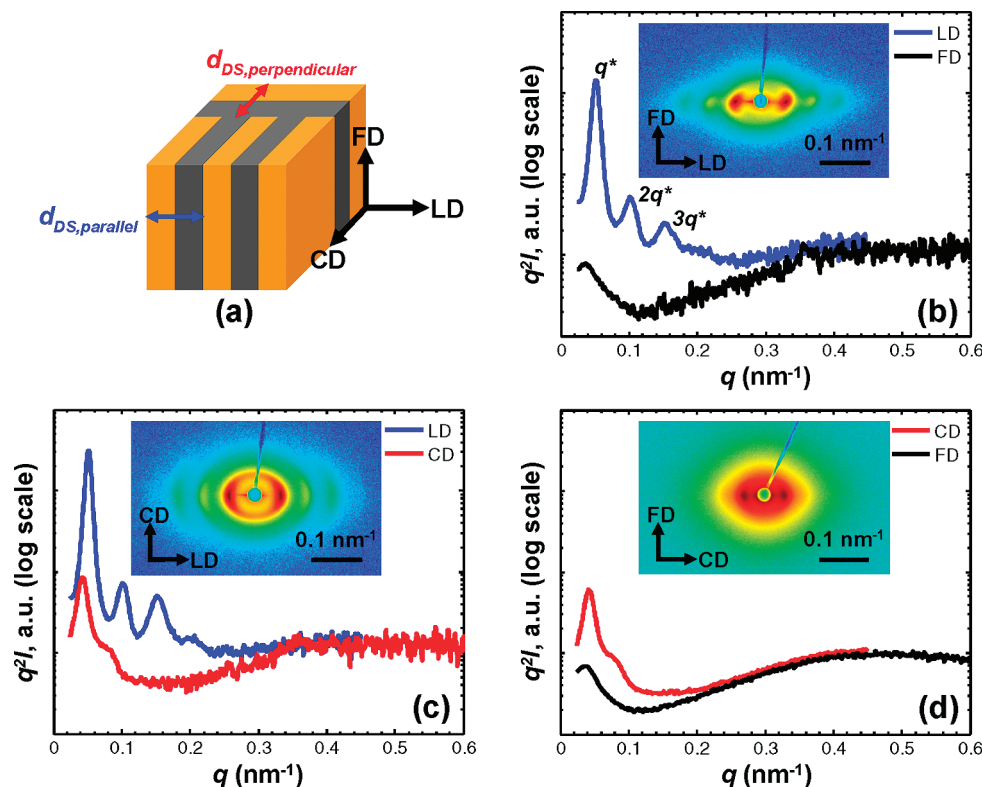 d_DS,perpendicular
FD
LD
d_DS,parallel
CD
(a)
q²I, a.u. (log scale)
q*
2q*
3q*
LD
FD
FD
LD
0.1 nm⁻¹
(b)
0 0.1 0.2 0.3 0.4 0.5 0.6
q (nm⁻¹)
q²I, a.u. (log scale)
LD
CD
CD
LD
0.1 nm⁻¹
(c)
0 0.1 0.2 0.3 0.4 0.5 0.6
q (nm⁻¹)
q²I, a.u. (log scale)
CD
FD
FD
CD
0.1 nm⁻¹
(d)
0 0.1 0.2 0.3 0.4 0.5 0.6
q (nm⁻¹)